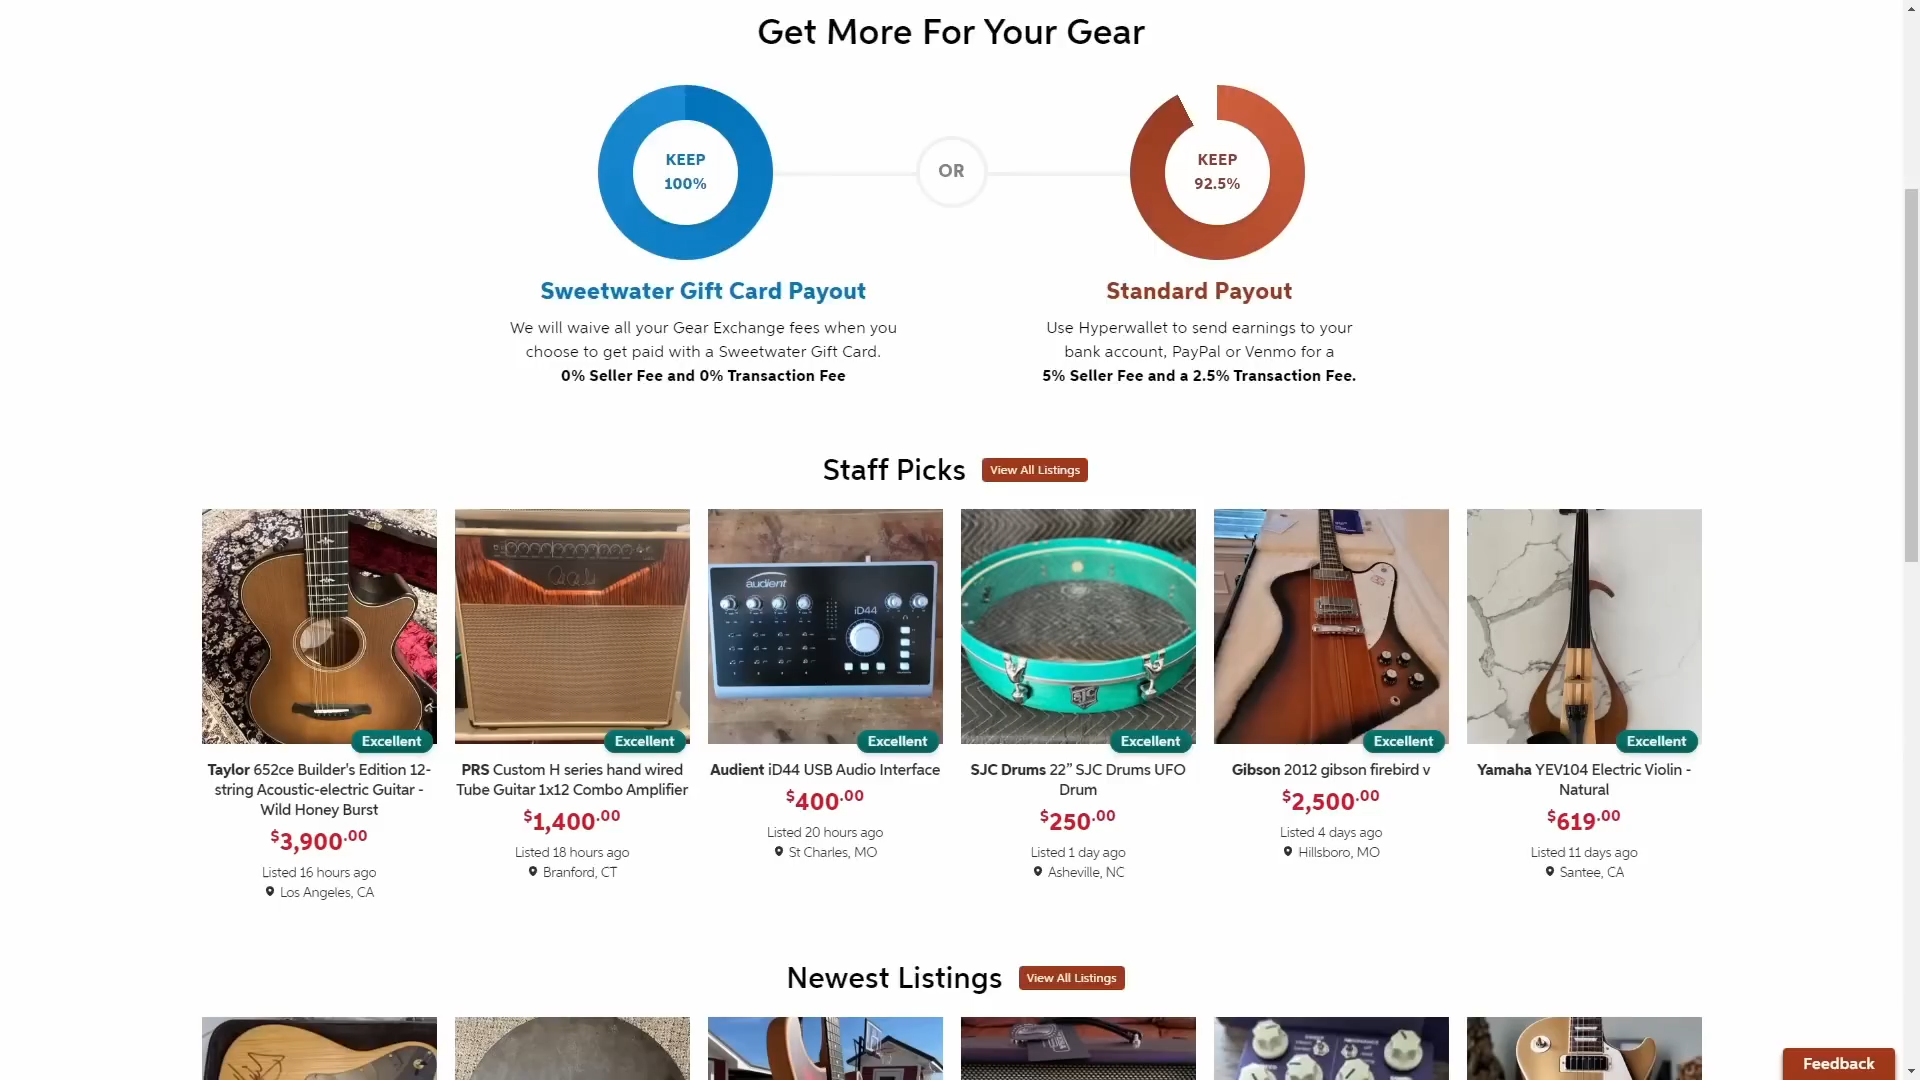 Get More For Your Gear
KEEP
100%
OR
KEEP
92.5%
Sweetwater Gift Card Payout
We will waive all your Gear Exchange fees when you
choose to get paid with a Sweetwater Gift Card.
0% Seller Fee and 0% Transaction Fee
Standard Payout
Use Hyperwallet to send earnings to your
bank account, PayPal or Venmo for a
5% Seller Fee and a 2.5% Transaction Fee.
Staff Picks
View All Listings
audient
iD44
SJC
Excellent
Excellent
Excellent
Excellent
Excellent
Excellent
Taylor 652ce Builder's Edition 12-
string Acoustic-electric Guitar -
Wild Honey Burst
$3,900.00
Listed 16 hours ago
Los Angeles, CA
PRS Custom H series hand wired
Tube Guitar 1x12 Combo Amplifier
$1,400.00
Listed 18 hours ago
Branford, CT
Audient iD44 USB Audio Interface
$400.00
Listed 20 hours ago
St Charles, MO
SJC Drums 22” SJC Drums UFO
Drum
$250.00
Listed 1 day ago
Asheville, NC
Gibson 2012 gibson firebird v
$2,500.00
Listed 4 days ago
Hillsboro, MO
Yamaha YEV104 Electric Violin -
Natural
$619.00
Listed 11 days ago
Santee, CA
Newest Listings
View All Listings
Feedback